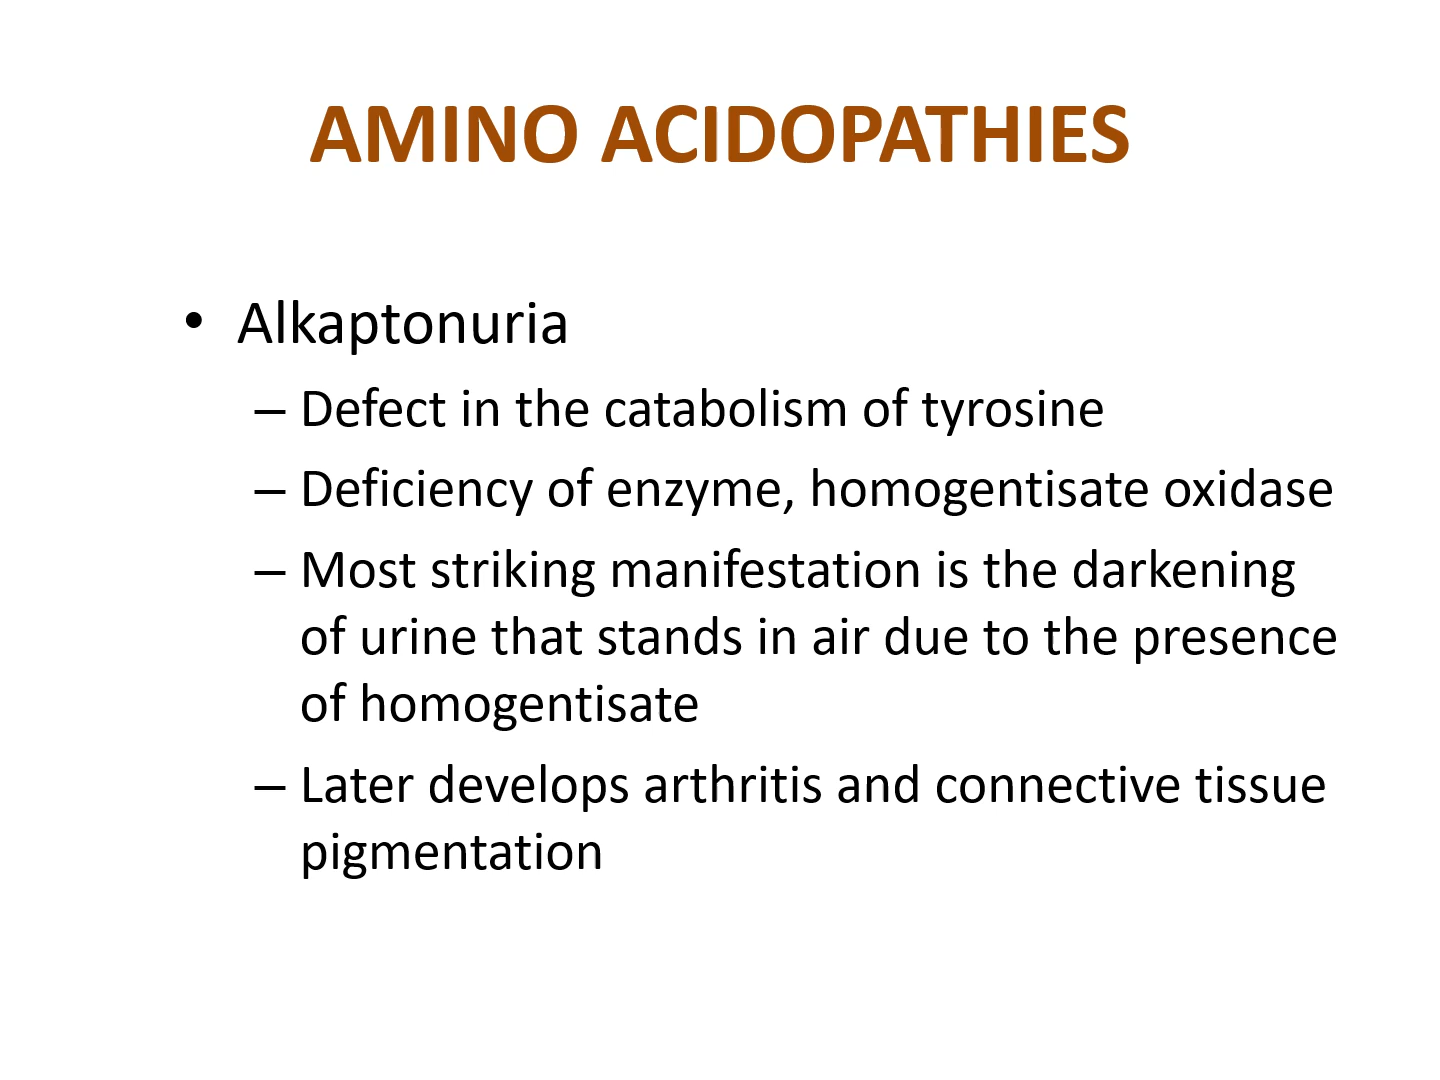 AMINO ACIDOPATHIES
• Alkaptonuria
– Defect in the catabolism of tyrosine
– Deficiency of enzyme, homogentisate oxidase
– Most striking manifestation is the darkening
of urine that stands in air due to the presence
of homogentisate
– Later develops arthritis and connective tissue
pigmentation